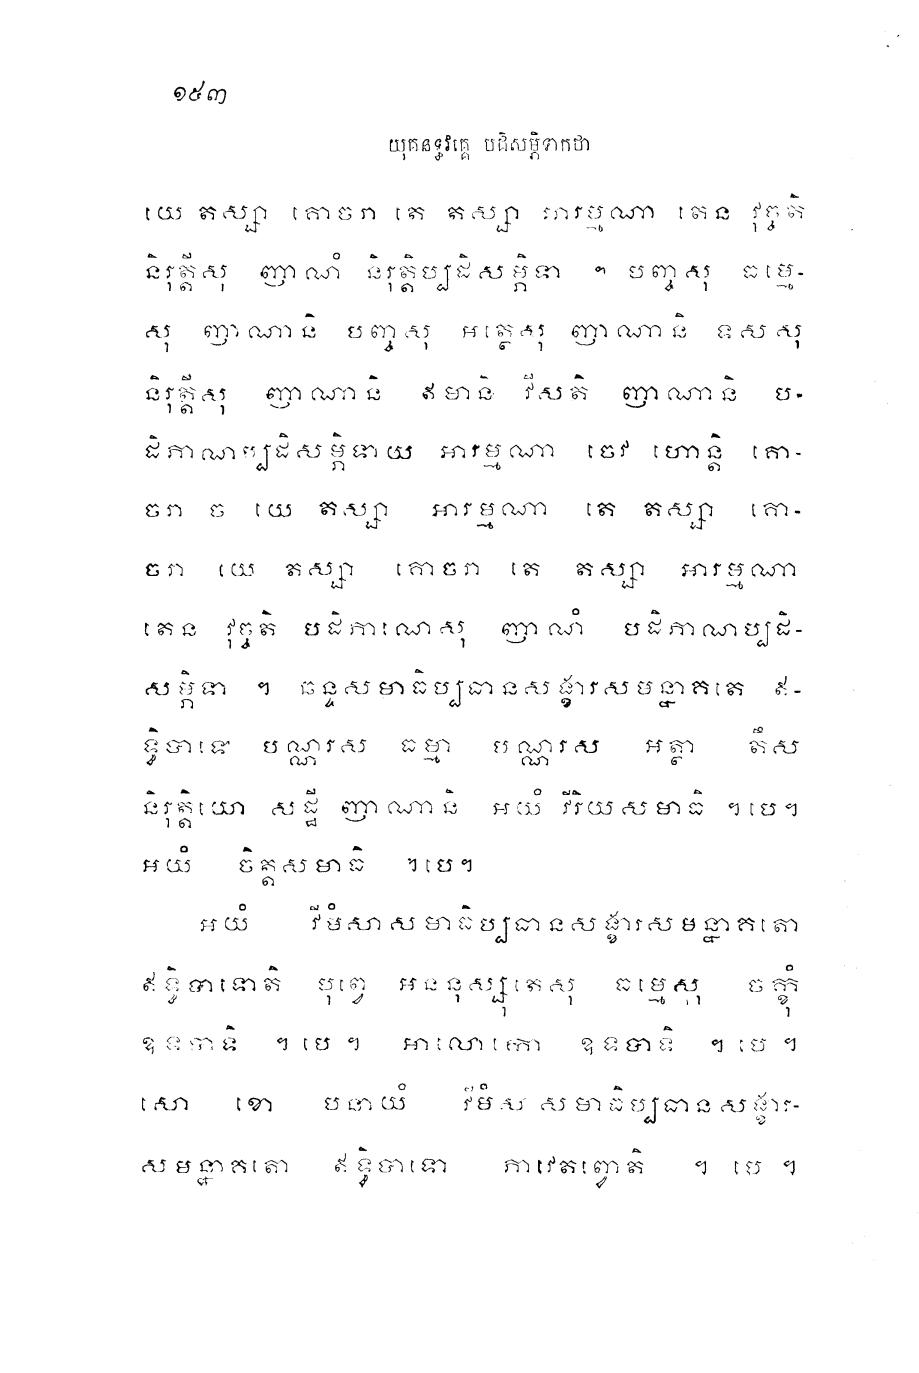 ១៥៣
យុគនទ្ធវគ្គេ បដិសម្ភិទាកថា
យេ តស្សា គោចរា តេ តស្សា អារម្មណា តេន វុច្ចតិ
និរុត្តីសុ ញាណំ និរុត្តិប្បដិសម្ភិទា ។ បញ្ចសុ ធម្មេ-
សុ ញាណានិ បញ្ចសុ អត្ថេសុ ញាណានិ ទសសុ
និរុត្តីសុ ញាណានិ ឥមានិ វីសតិ ញាណានិ ប-
ដិភាណប្បដិសម្ភិទាយ អារម្មណា ចេវ ហោន្តិ គោ-
ចរា ច យេ តស្សា អារម្មណា តេ តស្សា គោ-
ចរា យេ តស្សា គោចរា តេ តស្សា អារម្មណា
តេន វុច្ចតិ បដិភាណេសុ ញាណំ បដិភាណប្បដិ-
សម្ភិទា ។ ឆន្ទសមាធិប្បធានសង្ខារសមន្នាគតេ ឥ-
ទ្ធិបាទេ បណ្ណរស ធម្មា បណ្ណរស អត្ថា តឹស
និរុត្តិយោ សដ្ឋី ញាណានិ អយំ វីរិយសមាធិ ។បេ។
អយំ ចិត្តសមាធិ ។បេ។
អយំ វីមំសាសមាធិប្បធានសង្ខារសមន្នាគតោ
ឥទ្ធិបាទោតិ បុព្វេ អននុស្សុតេសុ ធម្មេសុ ចក្ខុំ
ឧទបាទិ ។ បេ ។ អាលោកោ ឧទបាទិ ។ បេ ។
សោ ខោ បនាយំ វីមំស សមាធិប្បធានសង្ខារ-
សមន្នាគតោ ឥទ្ធិបាទោ ភាវេតព្វោតិ ។ បេ ។